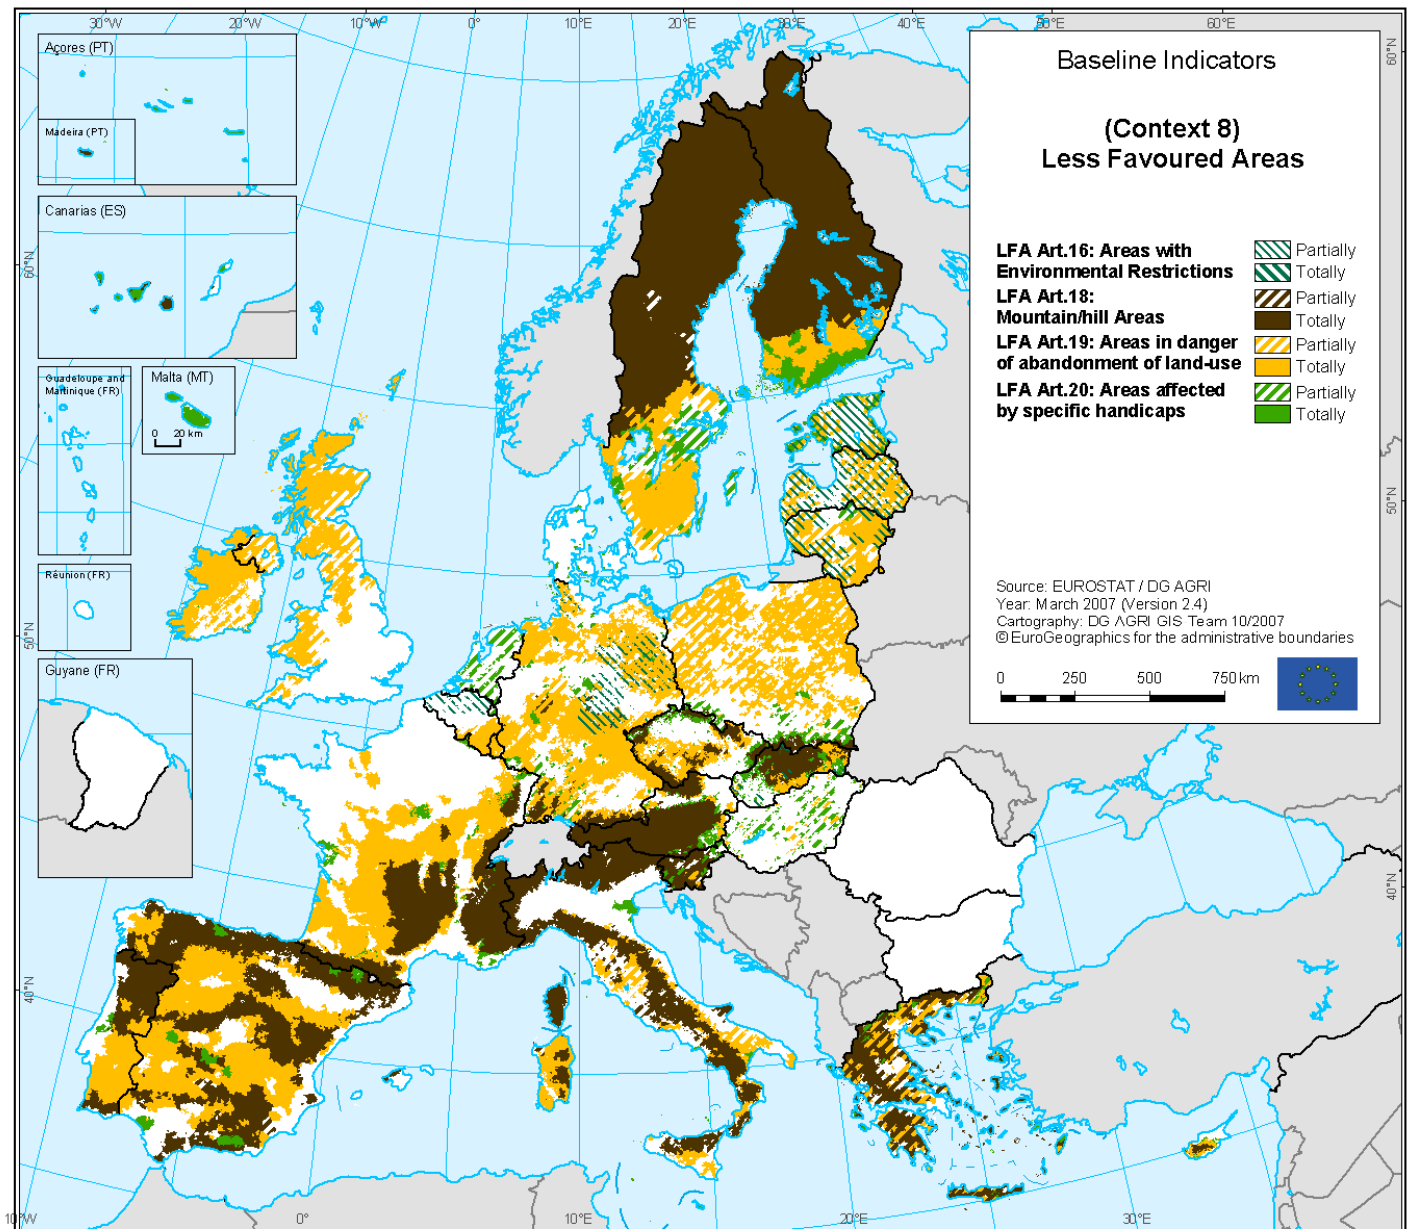 30°W 20°W 10°W 0° 10°E 20°E 30°E 40°E 50°E 60°E
Açores (PT)
Madeira (PT)
Canarias (ES)
Guadeloupe and
Martinique (FR)
Malta (MT)
0 20 km
Réunion (FR)
Guyane (FR)
Baseline Indicators
(Context 8)
Less Favoured Areas
LFA Art.16: Areas with
Environmental Restrictions
Partially
Totally
LFA Art.18:
Mountain/hill Areas
Partially
Totally
LFA Art.19: Areas in danger
of abandonment of land-use
Partially
Totally
LFA Art.20: Areas affected
by specific handicaps
Partially
Totally
Source: EUROSTAT / DG AGRI
Year: March 2007 (Version 2.4)
Cartography: DG AGRI GIS Team 10/2007
© EuroGeographics for the administrative boundaries
0 250 500 750 km
60°N
50°N
40°N
60°N
50°N
40°N
10°W 0° 10°E 20°E 30°E